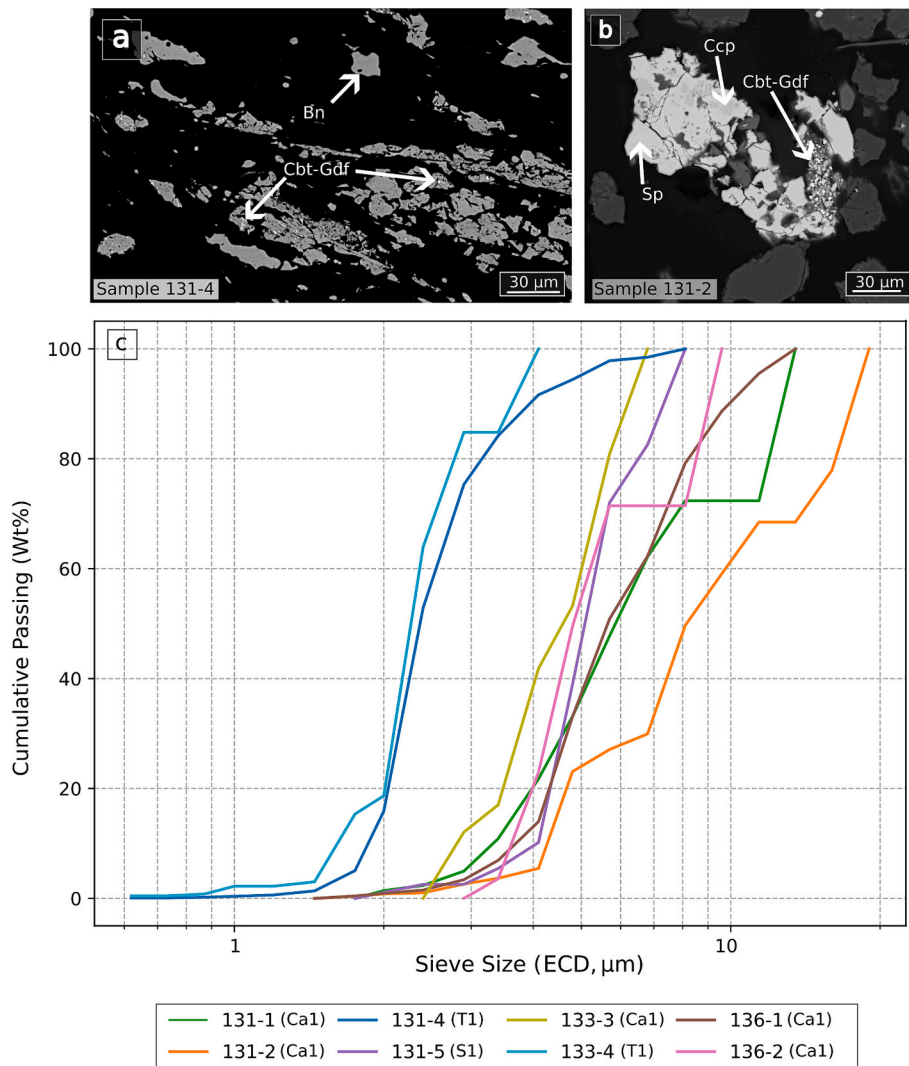 a
Bn
Cbt-Gdf
Sample 131-4
30 µm
b
Ccp
Cbt-Gdf
Sp
Sample 131-2
30 µm
c
Cumulative Passing (Wt%)
100
80
60
40
20
0
1
10
Sieve Size (ECD, µm)
131-1 (Ca1)
131-4 (T1)
133-3 (Ca1)
136-1 (Ca1)
131-2 (Ca1)
131-5 (S1)
133-4 (T1)
136-2 (Ca1)